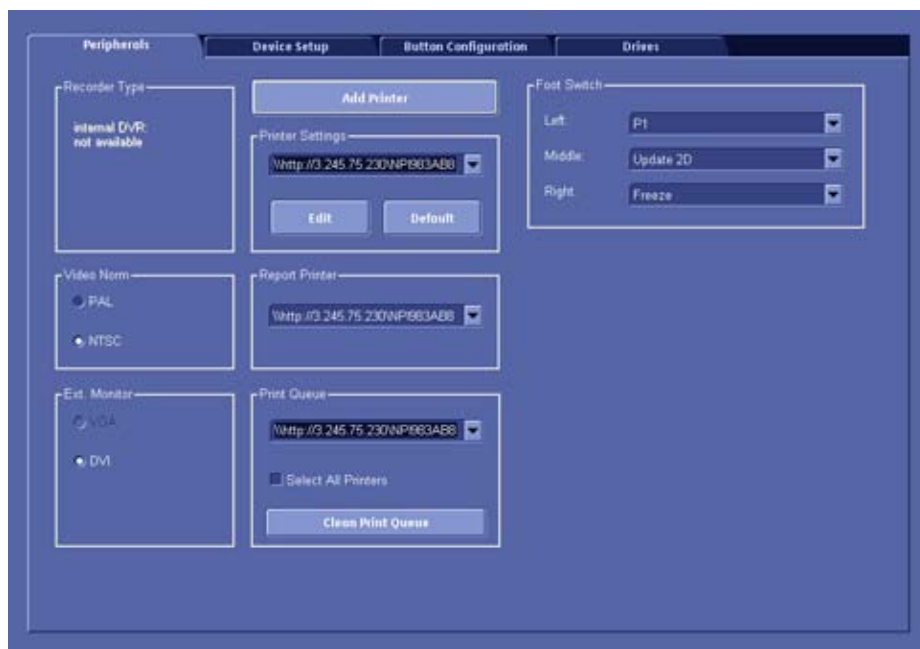 Peripherals
Device Setup
Button Configuration
Drives
Recorder Type
internal DVR:
not available
Video Norm
PAL
NTSC
Ext. Monitor
VGA
DVI
Add Printer
Printer Settings
\\http://3.245.75.230\NPI983AB8
Edit
Default
Report Printer
\\http://3.245.75.230\NPI983AB8
Print Queue
\\http://3.245.75.230\NPI983AB8
Select All Printers
Clean Print Queue
Foot Switch
Left:
P1
Middle:
Update 2D
Right:
Freeze